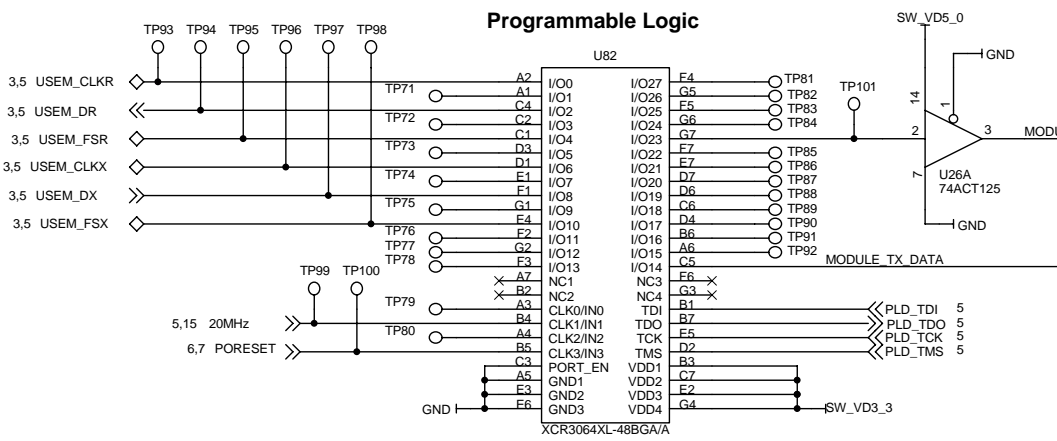 Programmable Logic
SW_VD5_0
TP93 TP94 TP95 TP96 TP97 TP98
U82
GND
3,5 USEM_CLKR A2 I/O0 I/O27 F4 TP81
TP71 A1 I/O1 I/O26 G5 TP82 TP101
3,5 USEM_DR C4 I/O2 I/O25 F5 TP83 14 1
TP72 C2 I/O3 I/O24 G6 TP84
3,5 USEM_FSR C1 I/O4 I/O23 G7 2 3 MODU
TP73 D3 I/O5 I/O22 F7 TP85
3,5 USEM_CLKX D1 I/O6 I/O21 E7 TP86
TP74 E1 I/O7 I/O20 D7 TP87 7 U26A
3,5 USEM_DX F1 I/O8 I/O19 D6 TP88 74ACT125
TP75 G1 I/O9 I/O18 C6 TP89
3,5 USEM_FSX E4 I/O10 I/O17 D4 TP90 GND
TP76 F2 I/O11 I/O16 B6 TP91
TP77 G2 I/O12 I/O15 A6 TP92
TP78 F3 I/O13 I/O14 C5 MODULE_TX_DATA
TP99 TP100 A7 NC1 NC3 F6
B2 NC2 NC4 G3
TP79 A3 CLK0/IN0 TDI B1 PLD_TDI 5
5,15 20MHz B4 CLK1/IN1 TDO B7 PLD_TDO 5
TP80 A4 CLK2/IN2 TCK E5 PLD_TCK 5
6,7 PORESET B5 CLK3/IN3 TMS D2 PLD_TMS 5
C3 PORT_EN VDD1 B3
A5 GND1 VDD2 C7
E3 GND2 VDD3 E2
GND E6 GND3 VDD4 G4 SW_VD3_3
XCR3064XL-48BGA/A